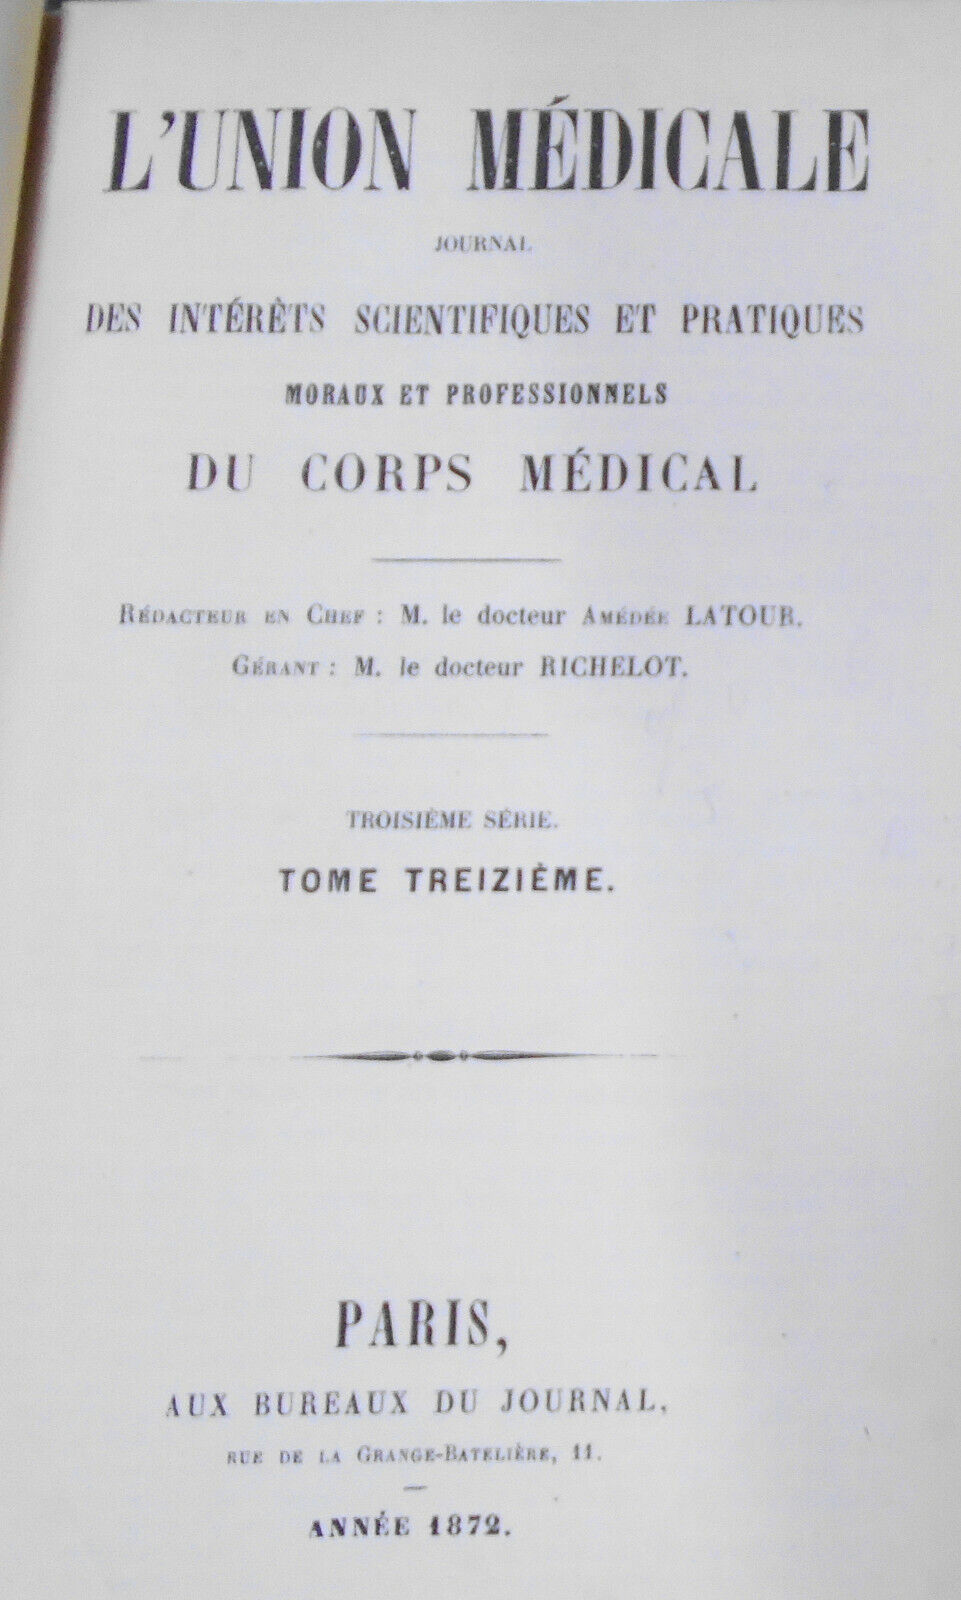 L'UNION MÉDICALE
JOURNAL
DES INTÉRÈTS SCIENTIFIQUES ET PRATIQUES
MORAUX ET PROFESSIONNELS
DU CORPS MÉDICAL
RÉDACTEUR EN CHEF : M. le docteur AMÉDÉE LATOUR.
GÉRANT : M. le docteur RICHELOT.
TROISIÈME SÉRIE.
TOME TREIZIÈME.
PARIS,
AUX BUREAUX DU JOURNAL,
RUE DE LA GRANGE-BATELIÈRE, 11.
ANNÉE 1872.